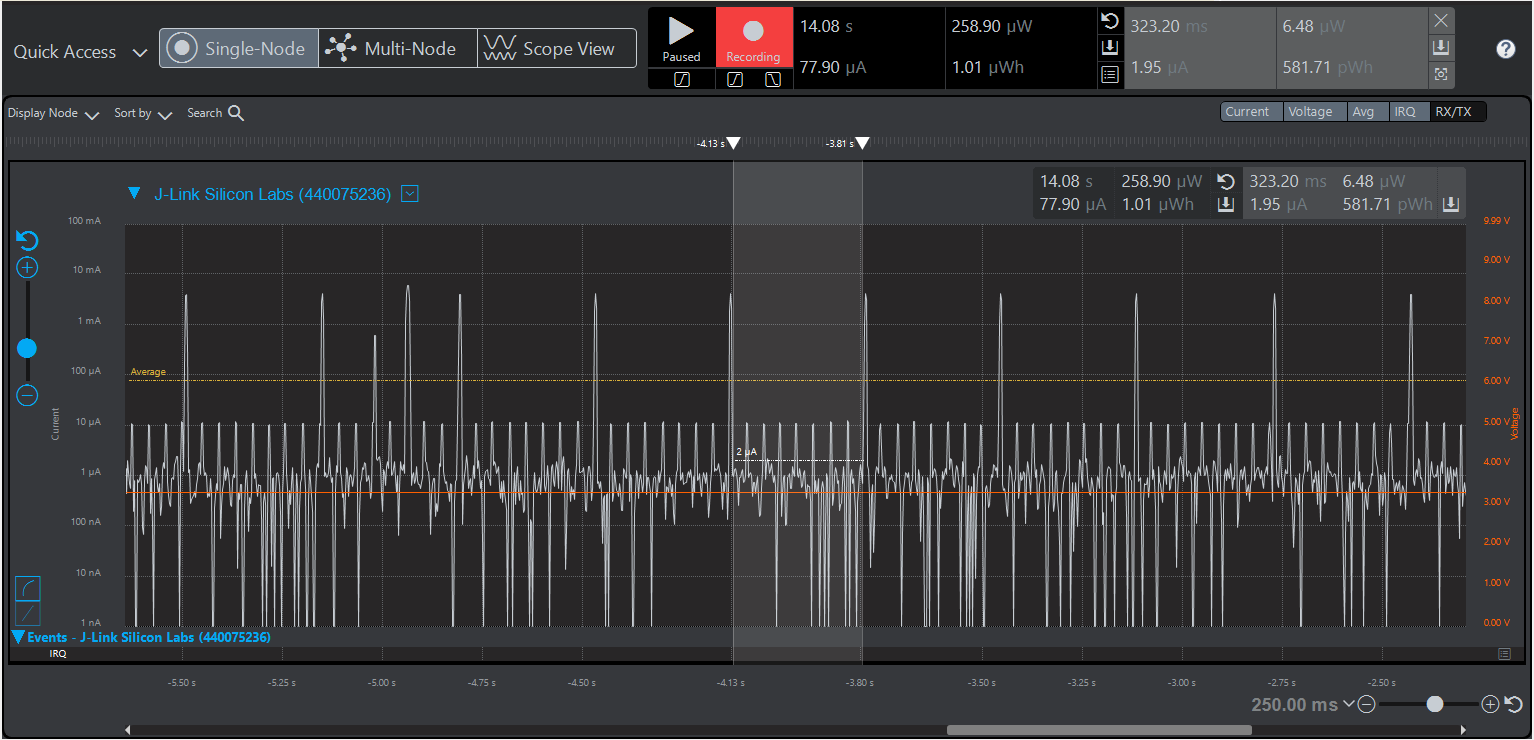 Quick Access Single-Node Multi-Node Scope View
Paused Recording
14.08 s 258.90 µW 323.20 ms 6.48 µW
77.90 µA 1.01 µWh 1.95 µA 581.71 pWh
Display Node Sort by Search Current Voltage Avg IRQ RX/TX
-4.13 s -3.81 s
J-Link Silicon Labs (440075236)
14.08 s 258.90 µW 323.20 ms 6.48 µW
77.90 µA 1.01 µWh 1.95 µA 581.71 pWh
100 mA 9.99 V
10 mA 9.00 V
8.00 V
1 mA
7.00 V
100 µA Average 6.00 V
10 µA 5.00 V
Current Voltage
2 µA
1 µA 4.00 V
3.00 V
100 nA
2.00 V
10 nA 1.00 V
1 nA 0.00 V
Events - J-Link Silicon Labs (440075236)
IRQ
-5.50 s -5.25 s -5.00 s -4.75 s -4.50 s -4.13 s -3.80 s -3.50 s -3.25 s -3.00 s -2.75 s -2.50 s
250.00 ms